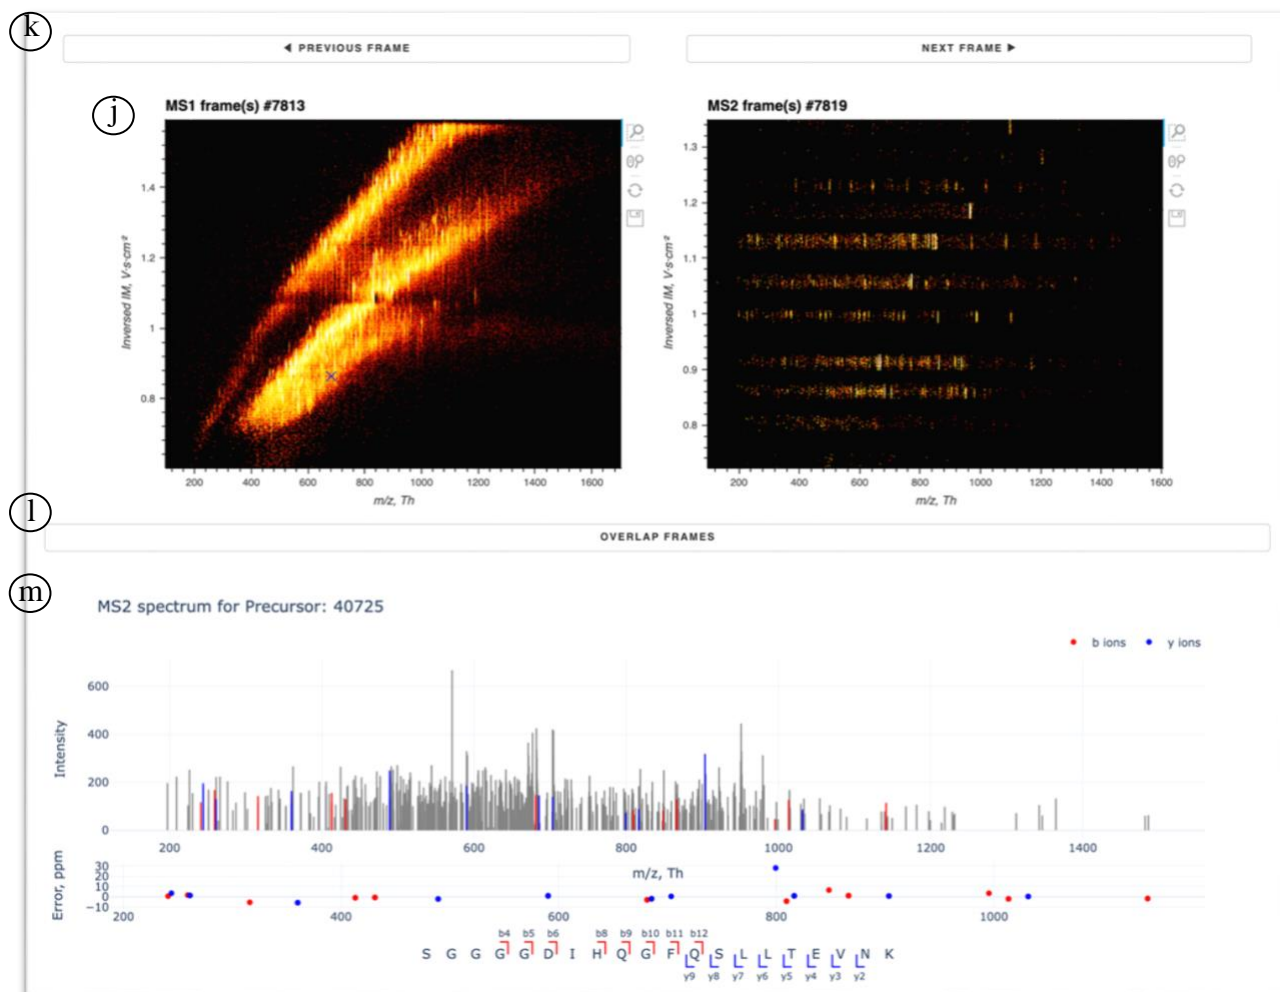 k
◀ PREVIOUS FRAME
NEXT FRAME ▶
j
MS1 frame(s) #7813
MS2 frame(s) #7819
1.4
1.2
1
0.8
Inversed IM, V·s·cm⁻²
200 400 600 800 1000 1200 1400 1600
m/z, Th
1.3
1.2
1.1
1
0.9
0.8
Inversed IM, V·s·cm⁻²
200 400 600 800 1000 1200 1400 1600
m/z, Th
l
OVERLAP FRAMES
m
MS2 spectrum for Precursor: 40725
b ions y ions
600
400
200
0
Intensity
200 400 600 800 1000 1200 1400
m/z, Th
30
20
10
0
−10
Error, ppm
200 400 600 800 1000
b4 b5 b6 b8 b9 b10 b11 b12
S G G G G D I H Q G F Q S L L T E V N K
y9 y8 y7 y6 y5 y4 y3 y2